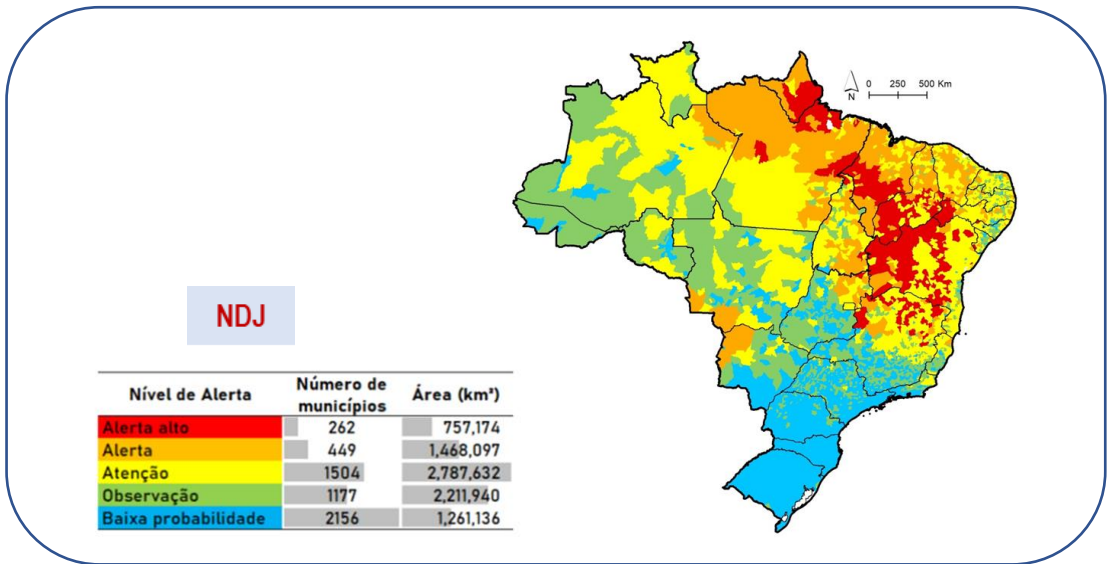 N
0 250 500 Km
NDJ
Nível de Alerta Número de municípios Área (km²)
Alerta alto 262 757,174
Alerta 449 1,468,097
Atenção 1504 2,787,632
Observação 1177 2,211,940
Baixa probabilidade 2156 1,261,136